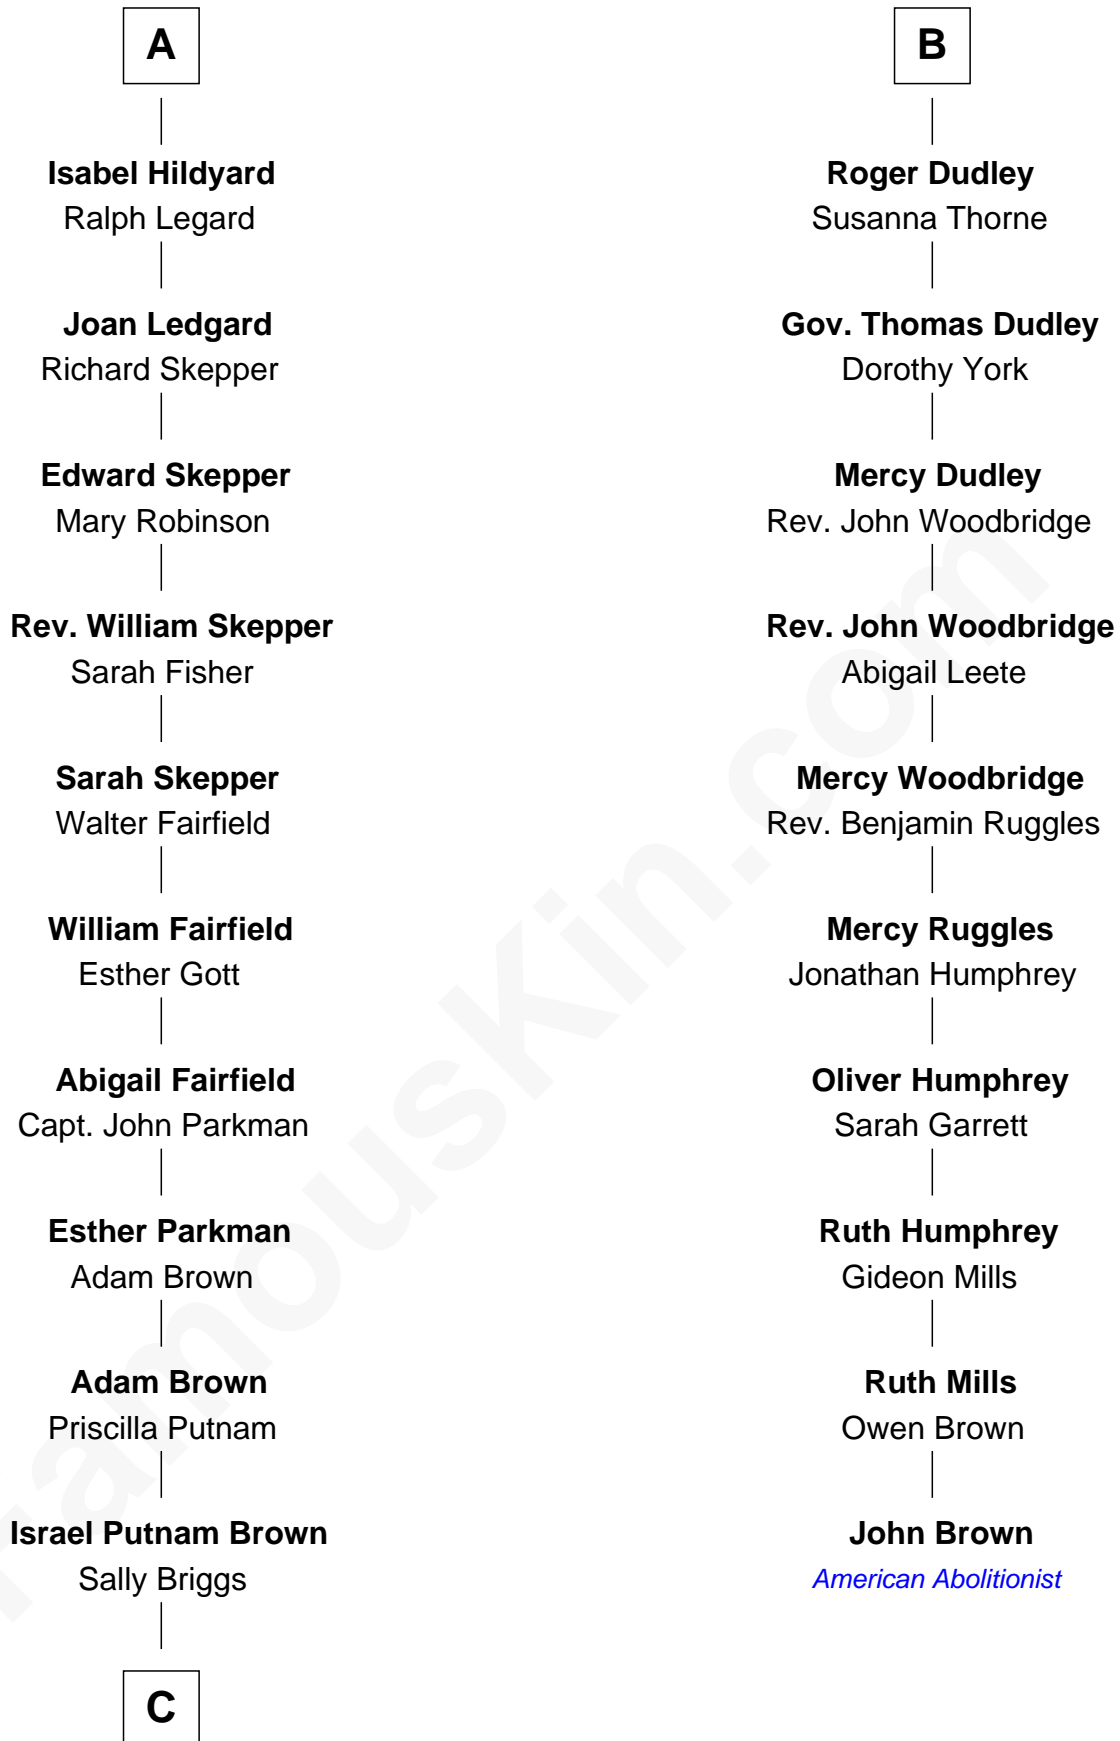 A
Isabel Hildyard
Ralph Legard
Joan Ledgard
Richard Skepper
Edward Skepper
Mary Robinson
Rev. William Skepper
Sarah Fisher
Sarah Skepper
Walter Fairfield
William Fairfield
Esther Gott
Abigail Fairfield
Capt. John Parkman
Esther Parkman
Adam Brown
Adam Brown
Priscilla Putnam
Israel Putnam Brown
Sally Briggs
C
B
Roger Dudley
Susanna Thorne
Gov. Thomas Dudley
Dorothy York
Mercy Dudley
Rev. John Woodbridge
Rev. John Woodbridge
Abigail Leete
Mercy Woodbridge
Rev. Benjamin Ruggles
Mercy Ruggles
Jonathan Humphrey
Oliver Humphrey
Sarah Garrett
Ruth Humphrey
Gideon Mills
Ruth Mills
Owen Brown
John Brown
American Abolitionist
FamousKin.com